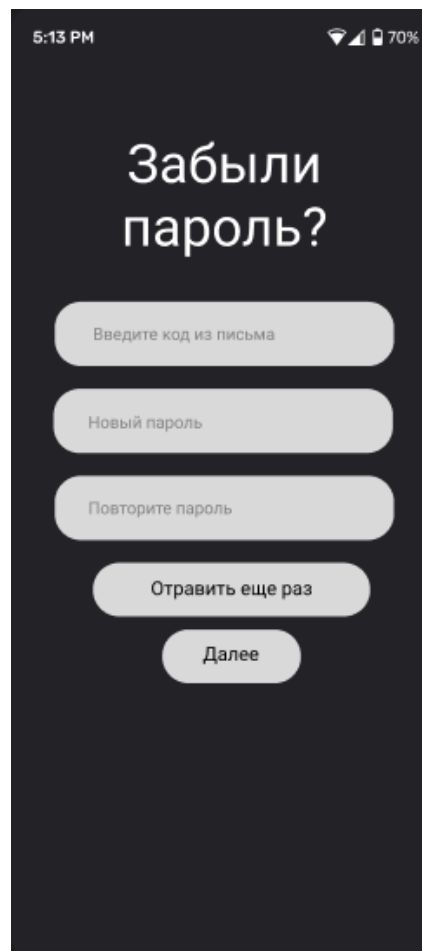 5:13 PM 70%
Забыли
пароль?
Введите код из письма
Новый пароль
Повторите пароль
Отравить еще раз
Далее